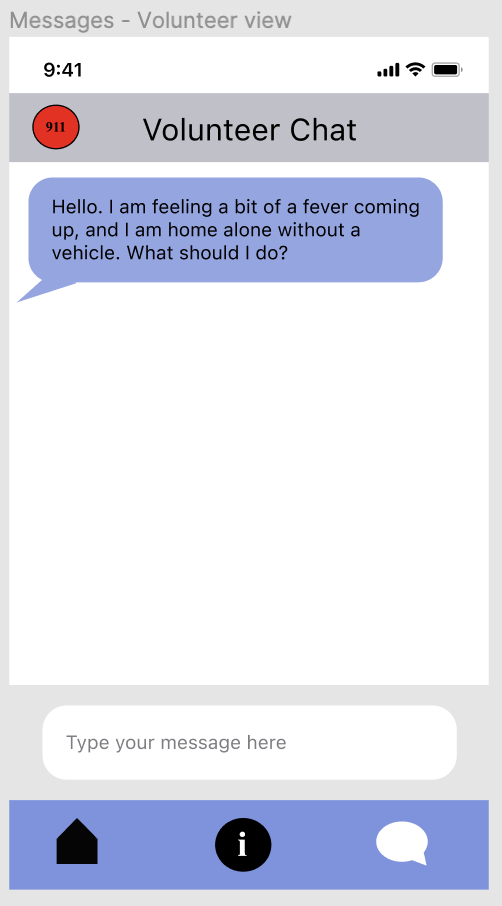 Messages - Volunteer view
9:41
911
Volunteer Chat
Hello. I am feeling a bit of a fever coming
up, and I am home alone without a
vehicle. What should I do?
Type your message here
i